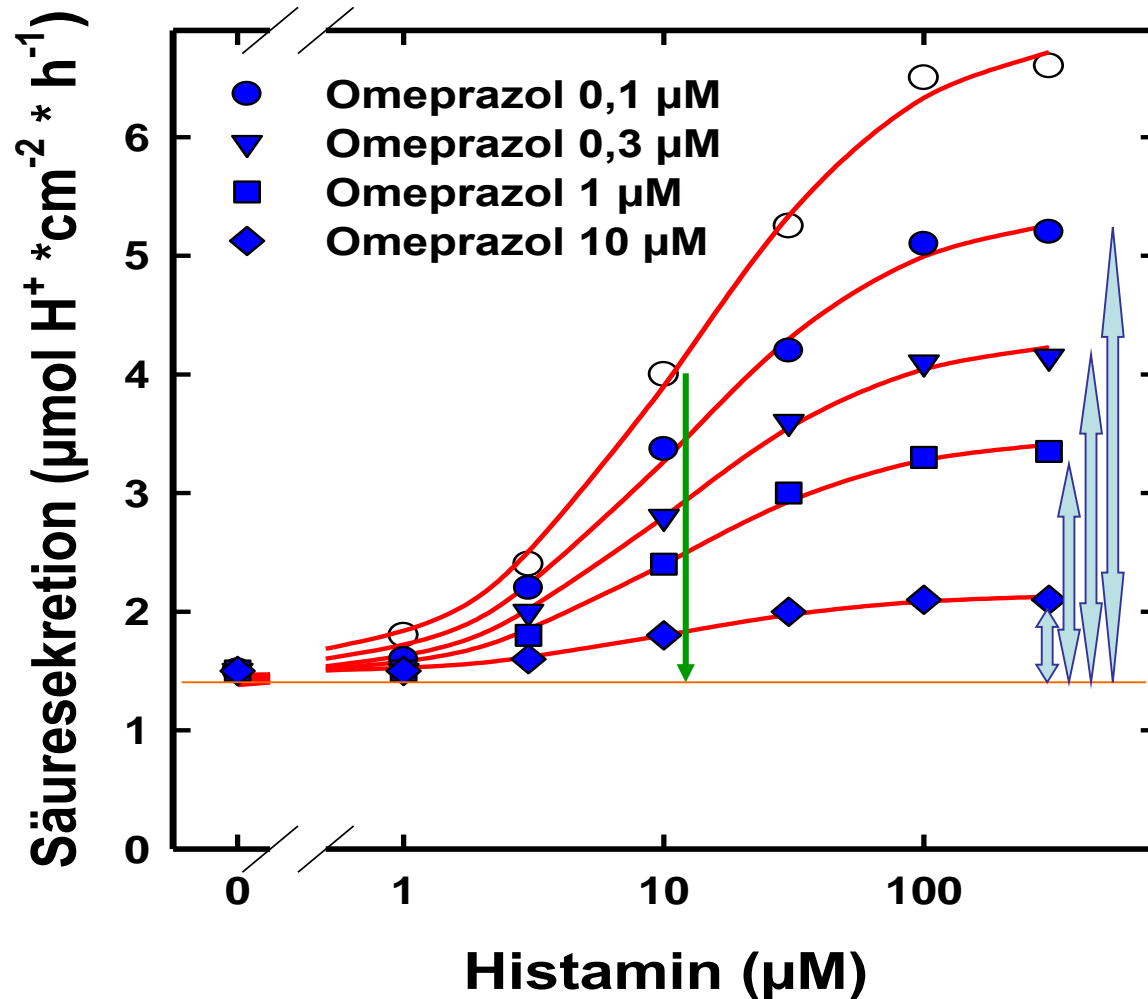 Säuresekretion (µmol H+ *cm-2 * h-1)
Omeprazol 0,1 µM
Omeprazol 0,3 µM
Omeprazol 1 µM
Omeprazol 10 µM
6
5
4
3
2
1
0
0 1 10 100
Histamin (µM)